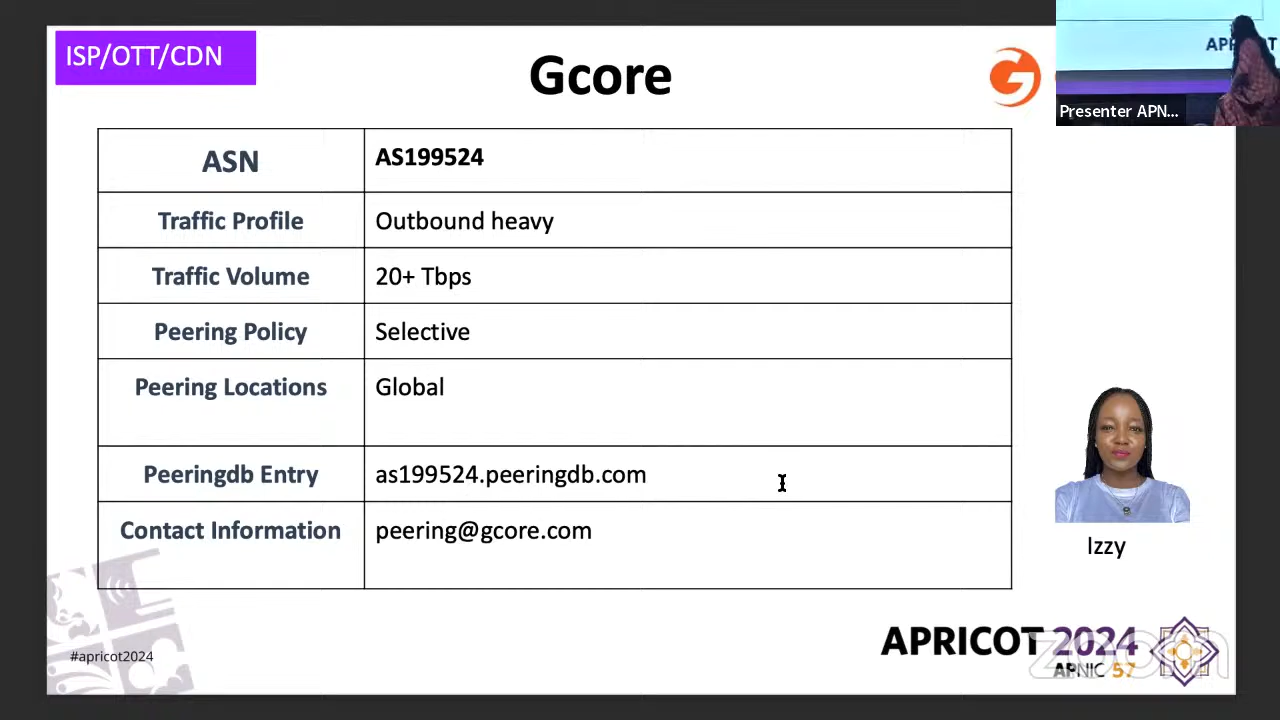 ISP/OTT/CDN
Gcore
Presenter APN...
ASN
AS199524
Traffic Profile
Outbound heavy
Traffic Volume
20+ Tbps
Peering Policy
Selective
Peering Locations
Global
Peeringdb Entry
as199524.peeringdb.com
Contact Information
peering@gcore.com
Izzy
#apricot2024
APRICOT 2024
APNIC 57
zoom